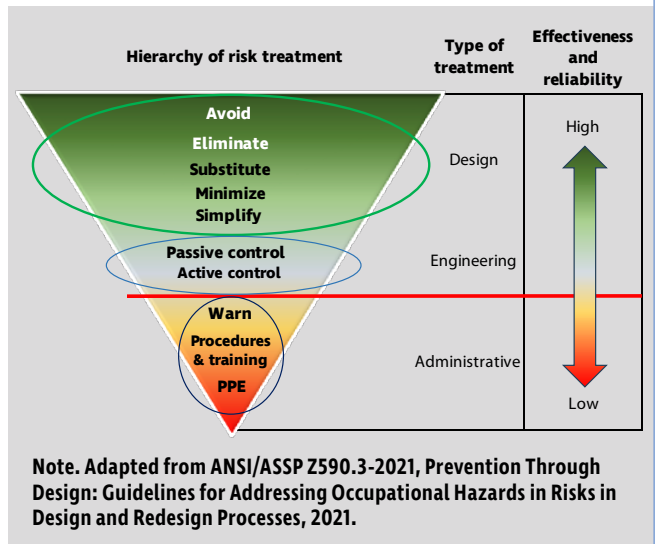 Hierarchy of risk treatment
Type of
treatment
Effectiveness
and
reliability
Avoid
Eliminate
Substitute
Minimize
Simplify
Design
High
Passive control
Active control
Engineering
Warn
Procedures
& training
PPE
Administrative
Low
Note. Adapted from ANSI/ASSP Z590.3-2021, Prevention Through
Design: Guidelines for Addressing Occupational Hazards in Risks in
Design and Redesign Processes, 2021.